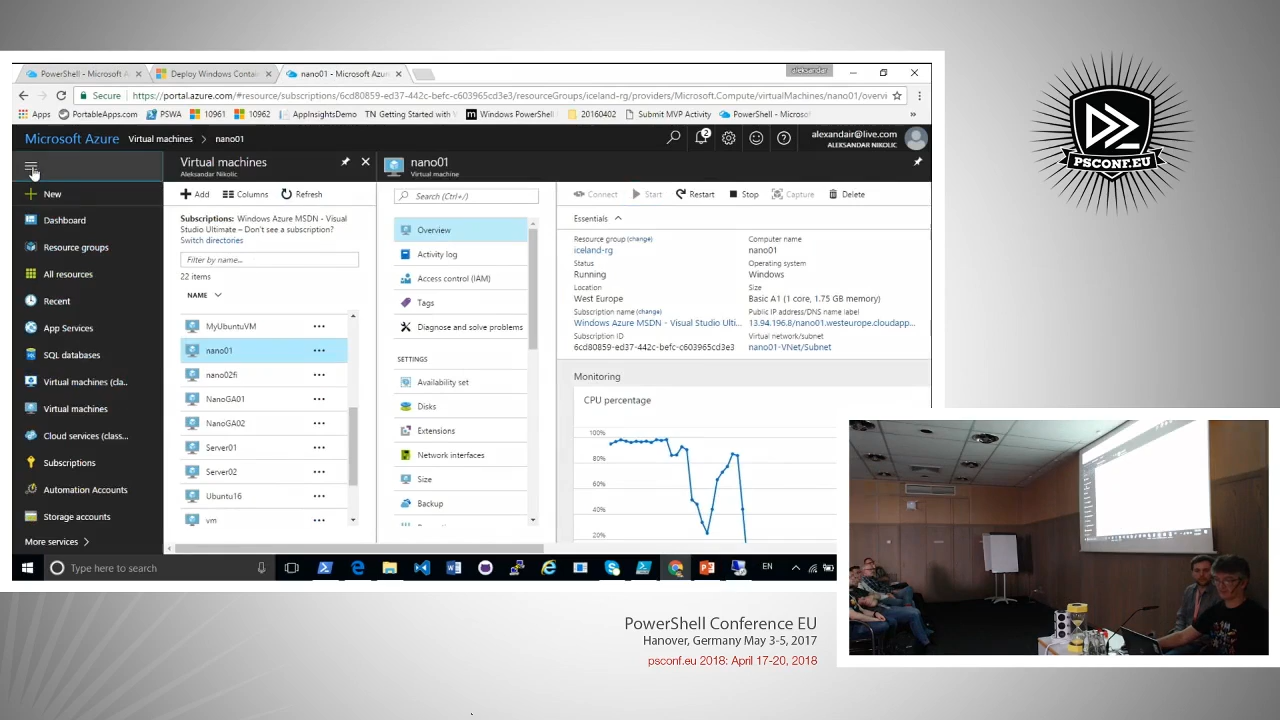 PowerShell - Microsoft A
Deploy Windows Contai
nano01 - Microsoft Azur
aleksandar
Secure
https://portal.azure.com/#resource/subscriptions/6cd80859-ed37-442c-befc-c603965cd3e3/resourceGroups/iceland-rg/providers/Microsoft.Compute/virtualMachines/nano01/overvi
Apps
PortableApps.com
PSWA
10961
10962
AppInsightsDemo
TN Getting Started with
Windows PowerShell
20160402
Submit MVP Activity
PowerShell - Microso
Microsoft Azure
Virtual machines
nano01
2
alexandair@live.com
ALEKSANDAR NIKOLIC
New
Dashboard
Resource groups
All resources
Recent
App Services
SQL databases
Virtual machines (cla..
Virtual machines
Cloud services (class...
Subscriptions
Automation Accounts
Storage accounts
More services
Virtual machines
Aleksandar Nikolic
Add
Columns
Refresh
Subscriptions: Windows Azure MSDN - Visual
Studio Ultimate – Don't see a subscription?
Switch directories
Filter by name...
22 items
NAME
MyUbuntuVM
nano01
nano02fi
NanoGA01
NanoGA02
Server01
Server02
Ubuntu16
vm
nano01
Virtual machine
Search (Ctrl+/)
Overview
Activity log
Access control (IAM)
Tags
Diagnose and solve problems
SETTINGS
Availability set
Disks
Extensions
Network interfaces
Size
Backup
Connect
Start
Restart
Stop
Capture
Delete
Essentials
Resource group (change)
iceland-rg
Status
Running
Location
West Europe
Subscription name (change)
Windows Azure MSDN - Visual Studio Ulti...
Subscription ID
6cd80859-ed37-442c-befc-c603965cd3e3
Computer name
nano01
Operating system
Windows
Size
Basic A1 (1 core, 1.75 GB memory)
Public IP address/DNS name label
13.94.196.8/nano01.westeurope.cloudapp...
Virtual network/subnet
nano01-VNet/Subnet
Monitoring
CPU percentage
100%
80%
60%
40%
20%
Type here to search
EN
PSCONF.EU
PowerShell Conference EU
Hanover, Germany May 3-5, 2017
psconf.eu 2018: April 17-20, 2018